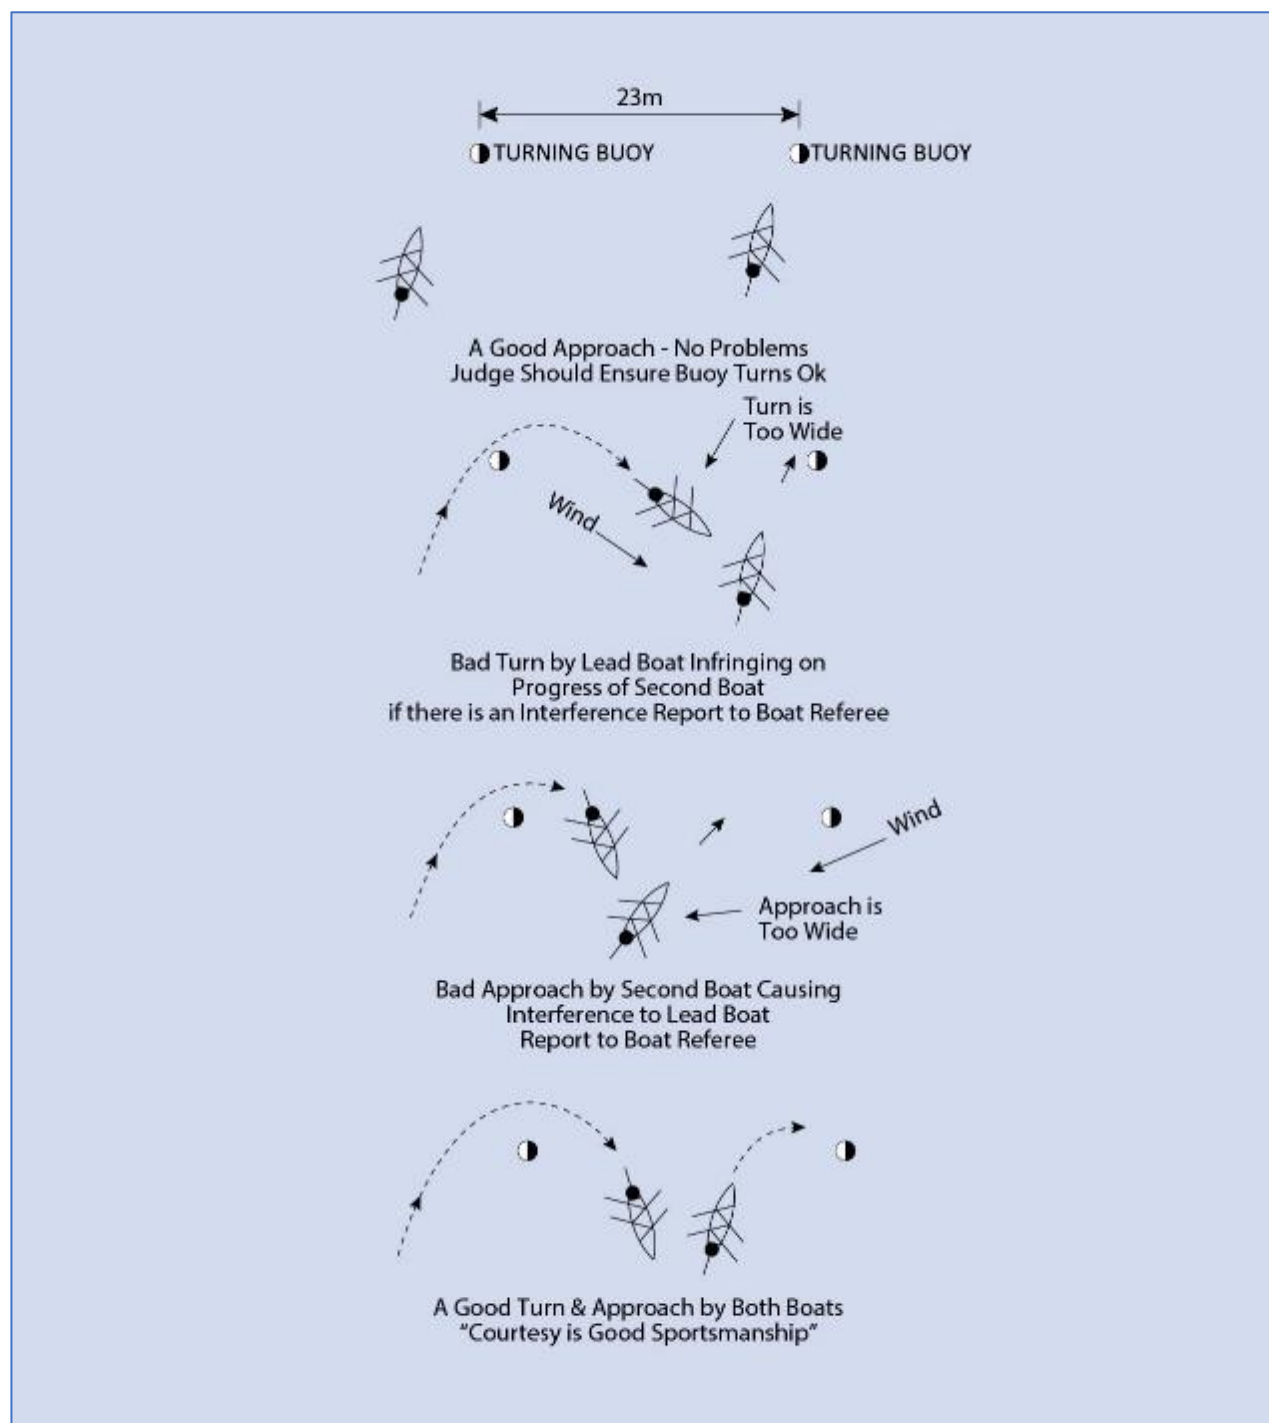 23m
TURNING BUOY
TURNING BUOY
A Good Approach - No Problems
Judge Should Ensure Buoy Turns Ok
Turn is
Too Wide
Wind
Bad Turn by Lead Boat Infringing on
Progress of Second Boat
if there is an Interference Report to Boat Referee
Wind
Approach is
Too Wide
Bad Approach by Second Boat Causing
Interference to Lead Boat
Report to Boat Referee
A Good Turn & Approach by Both Boats
“Courtesy is Good Sportsmanship”